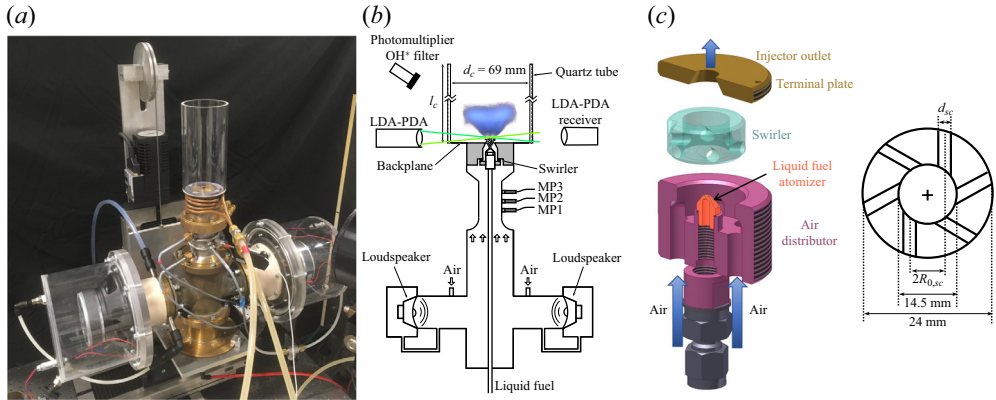 (a)
(b)
Photomultiplier
OH* filter
d_c = 69 mm
Quartz tube
l_c
LDA-PDA
LDA-PDA
receiver
Backplane
Swirler
MP3
MP2
MP1
Loudspeaker
Air
Air
Loudspeaker
Liquid fuel
(c)
Injector outlet
Terminal plate
Swirler
Liquid fuel
atomizer
Air
distributor
Air
Air
d_sc
2R_0,sc
14.5 mm
24 mm